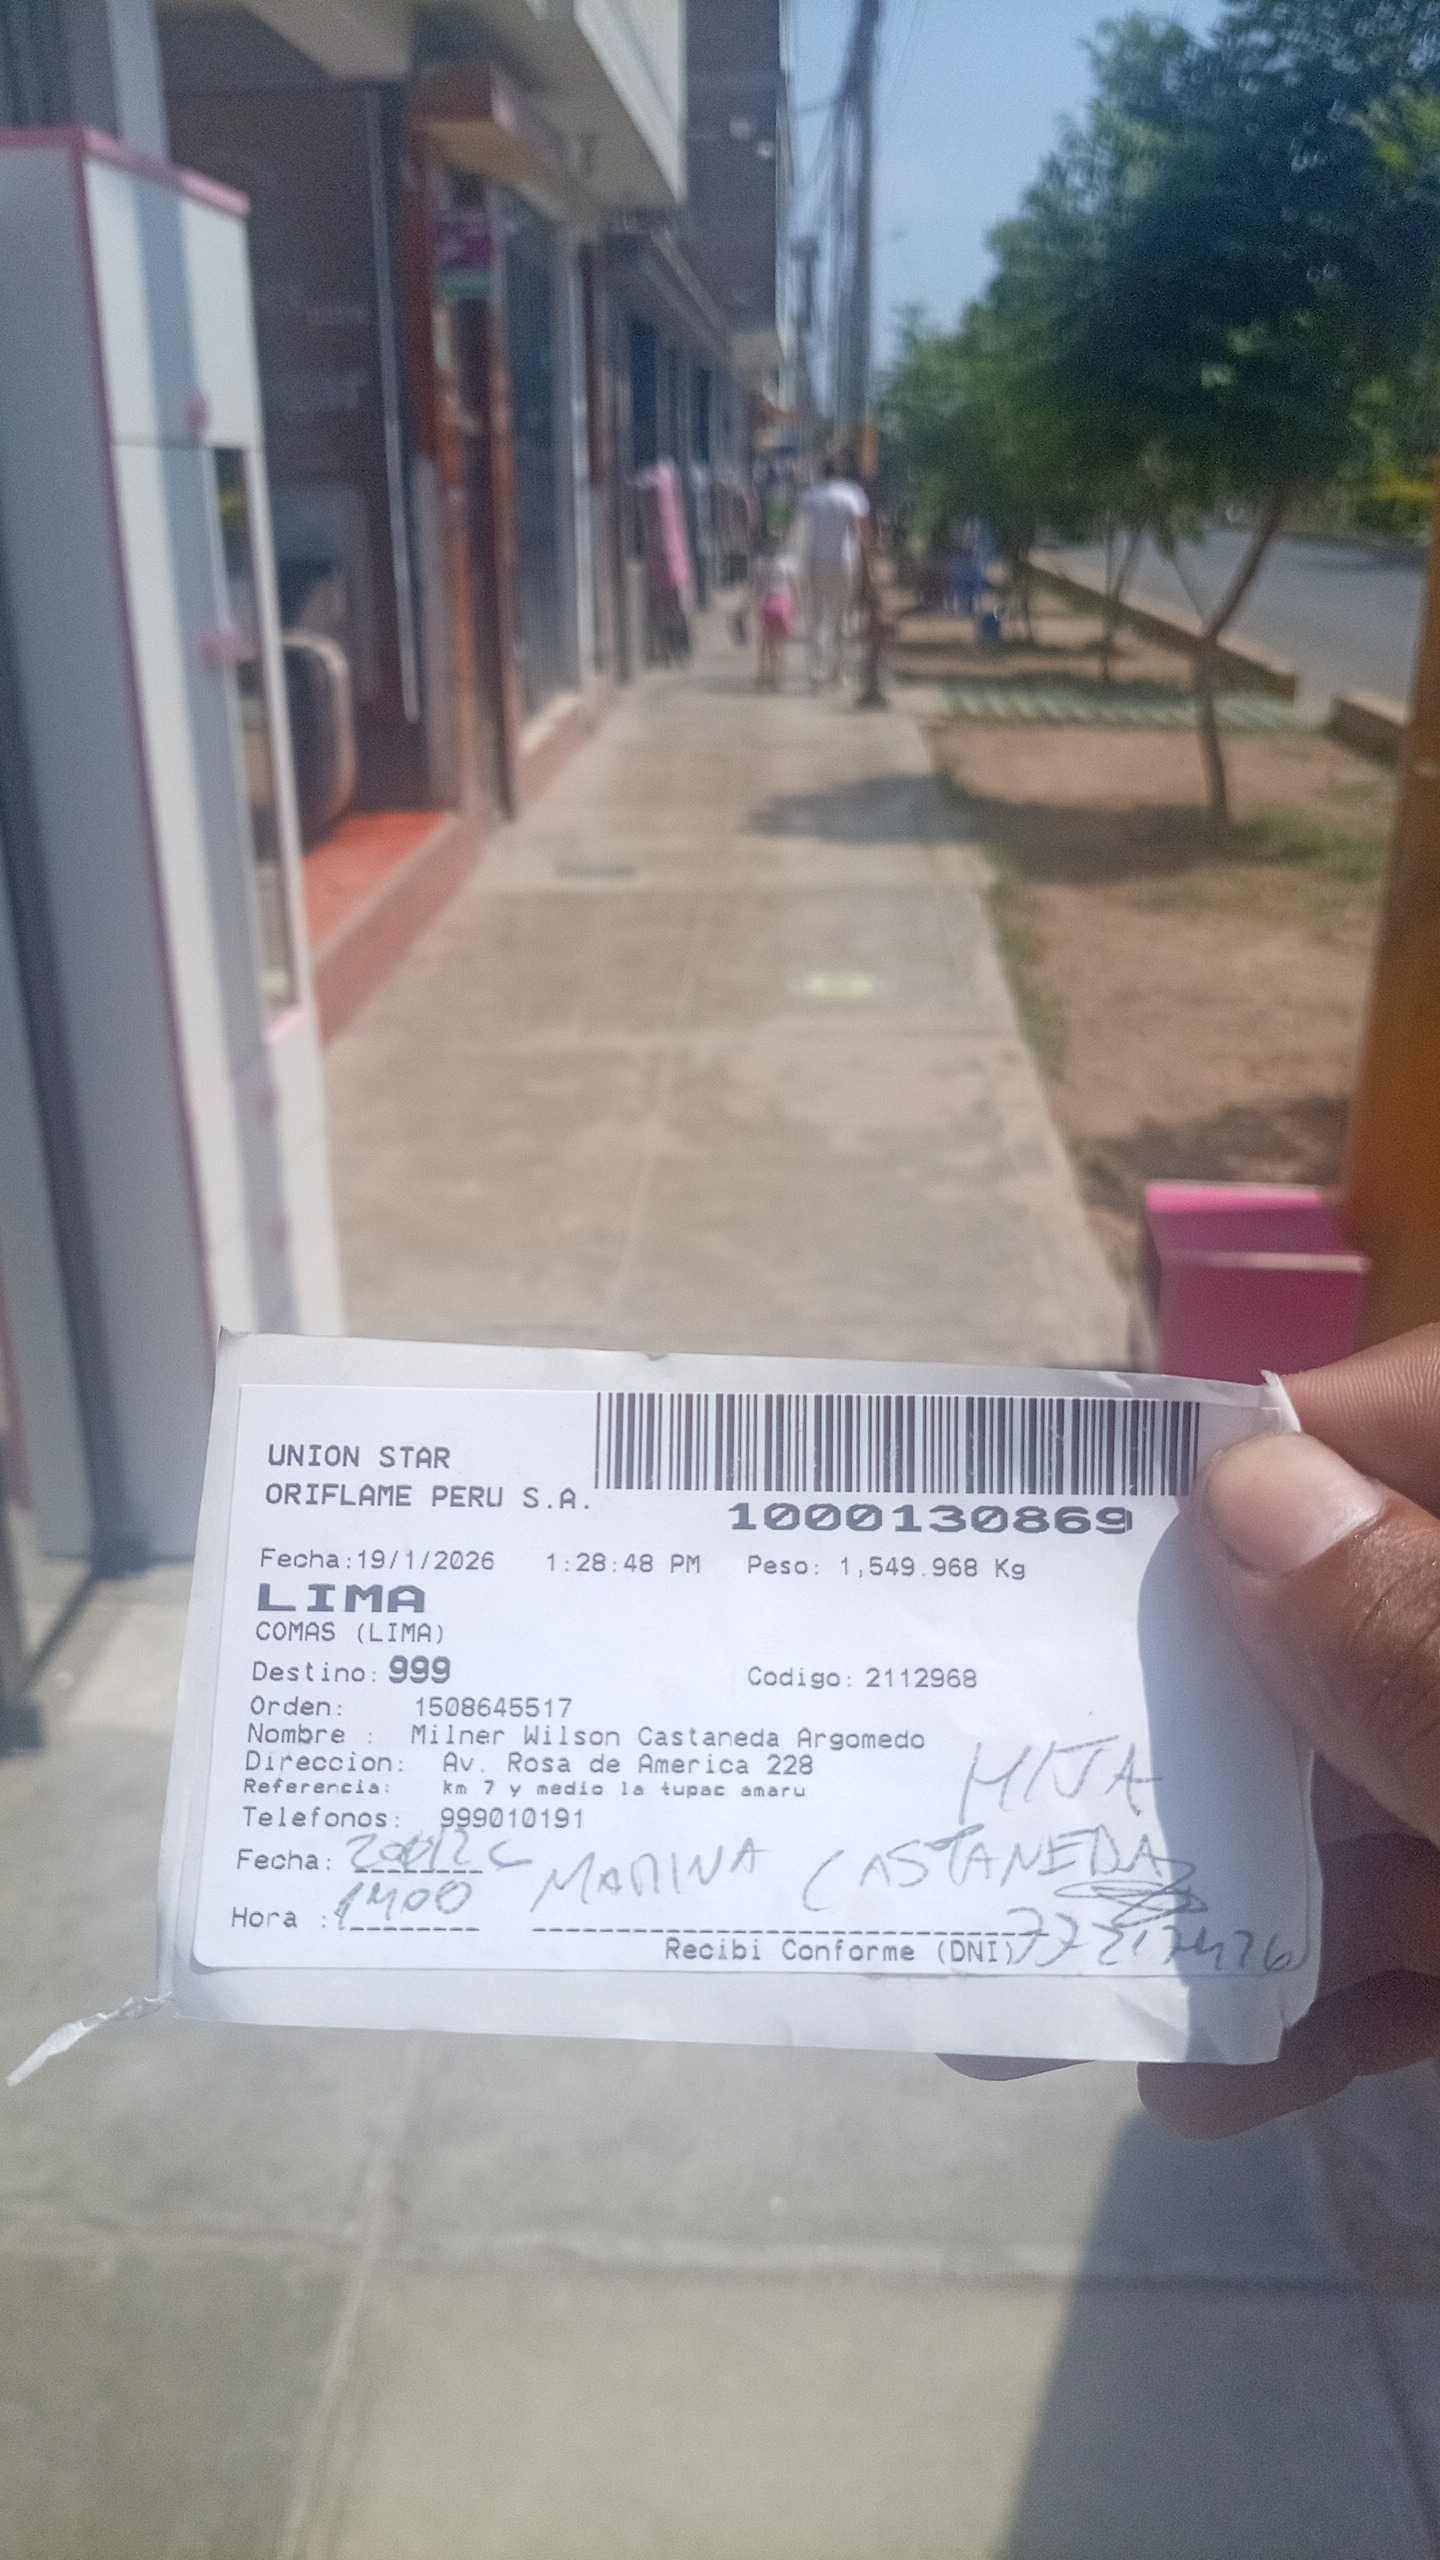 UNION STAR
ORIFLAME PERU S.A.
1000130869
Fecha:19/1/2026 1:28:48 PM Peso: 1,549.968 Kg
LIMA
COMAS (LIMA)
Destino: 999 Codigo: 2112968
Orden: 1508645517
Nombre : Milner Wilson Castaneda Argomedo
Direccion: Av. Rosa de America 228
Referencia: km 7 y medio la tupac amaru
HIJA
Telefonos: 999010191
Fecha: MARINA CASTANEDA
Hora : 1400
Recibi Conforme (DNI)